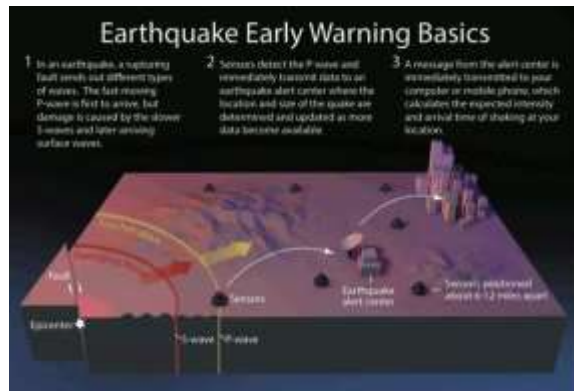 Earthquake Early Warning Basics
1 In an earthquake, a rupturing
fault sends out different types
of waves. The fast-moving
P-wave is first to arrive, but
damage is caused by the slower
S-waves and later-arriving
surface waves.
2 Sensors detect the P-wave and
immediately transmit data to an
earthquake alert center where the
location and size of the quake are
determined and updated as more
data become available.
3 A message from the alert center is
immediately transmitted to your
computer or mobile phone, which
calculates the expected intensity
and arrival time of shaking at your
location.
Fault
Epicenter
S-wave
P-wave
Sensors
Earthquake
alert center
Sensors positioned
about 6-12 miles apart